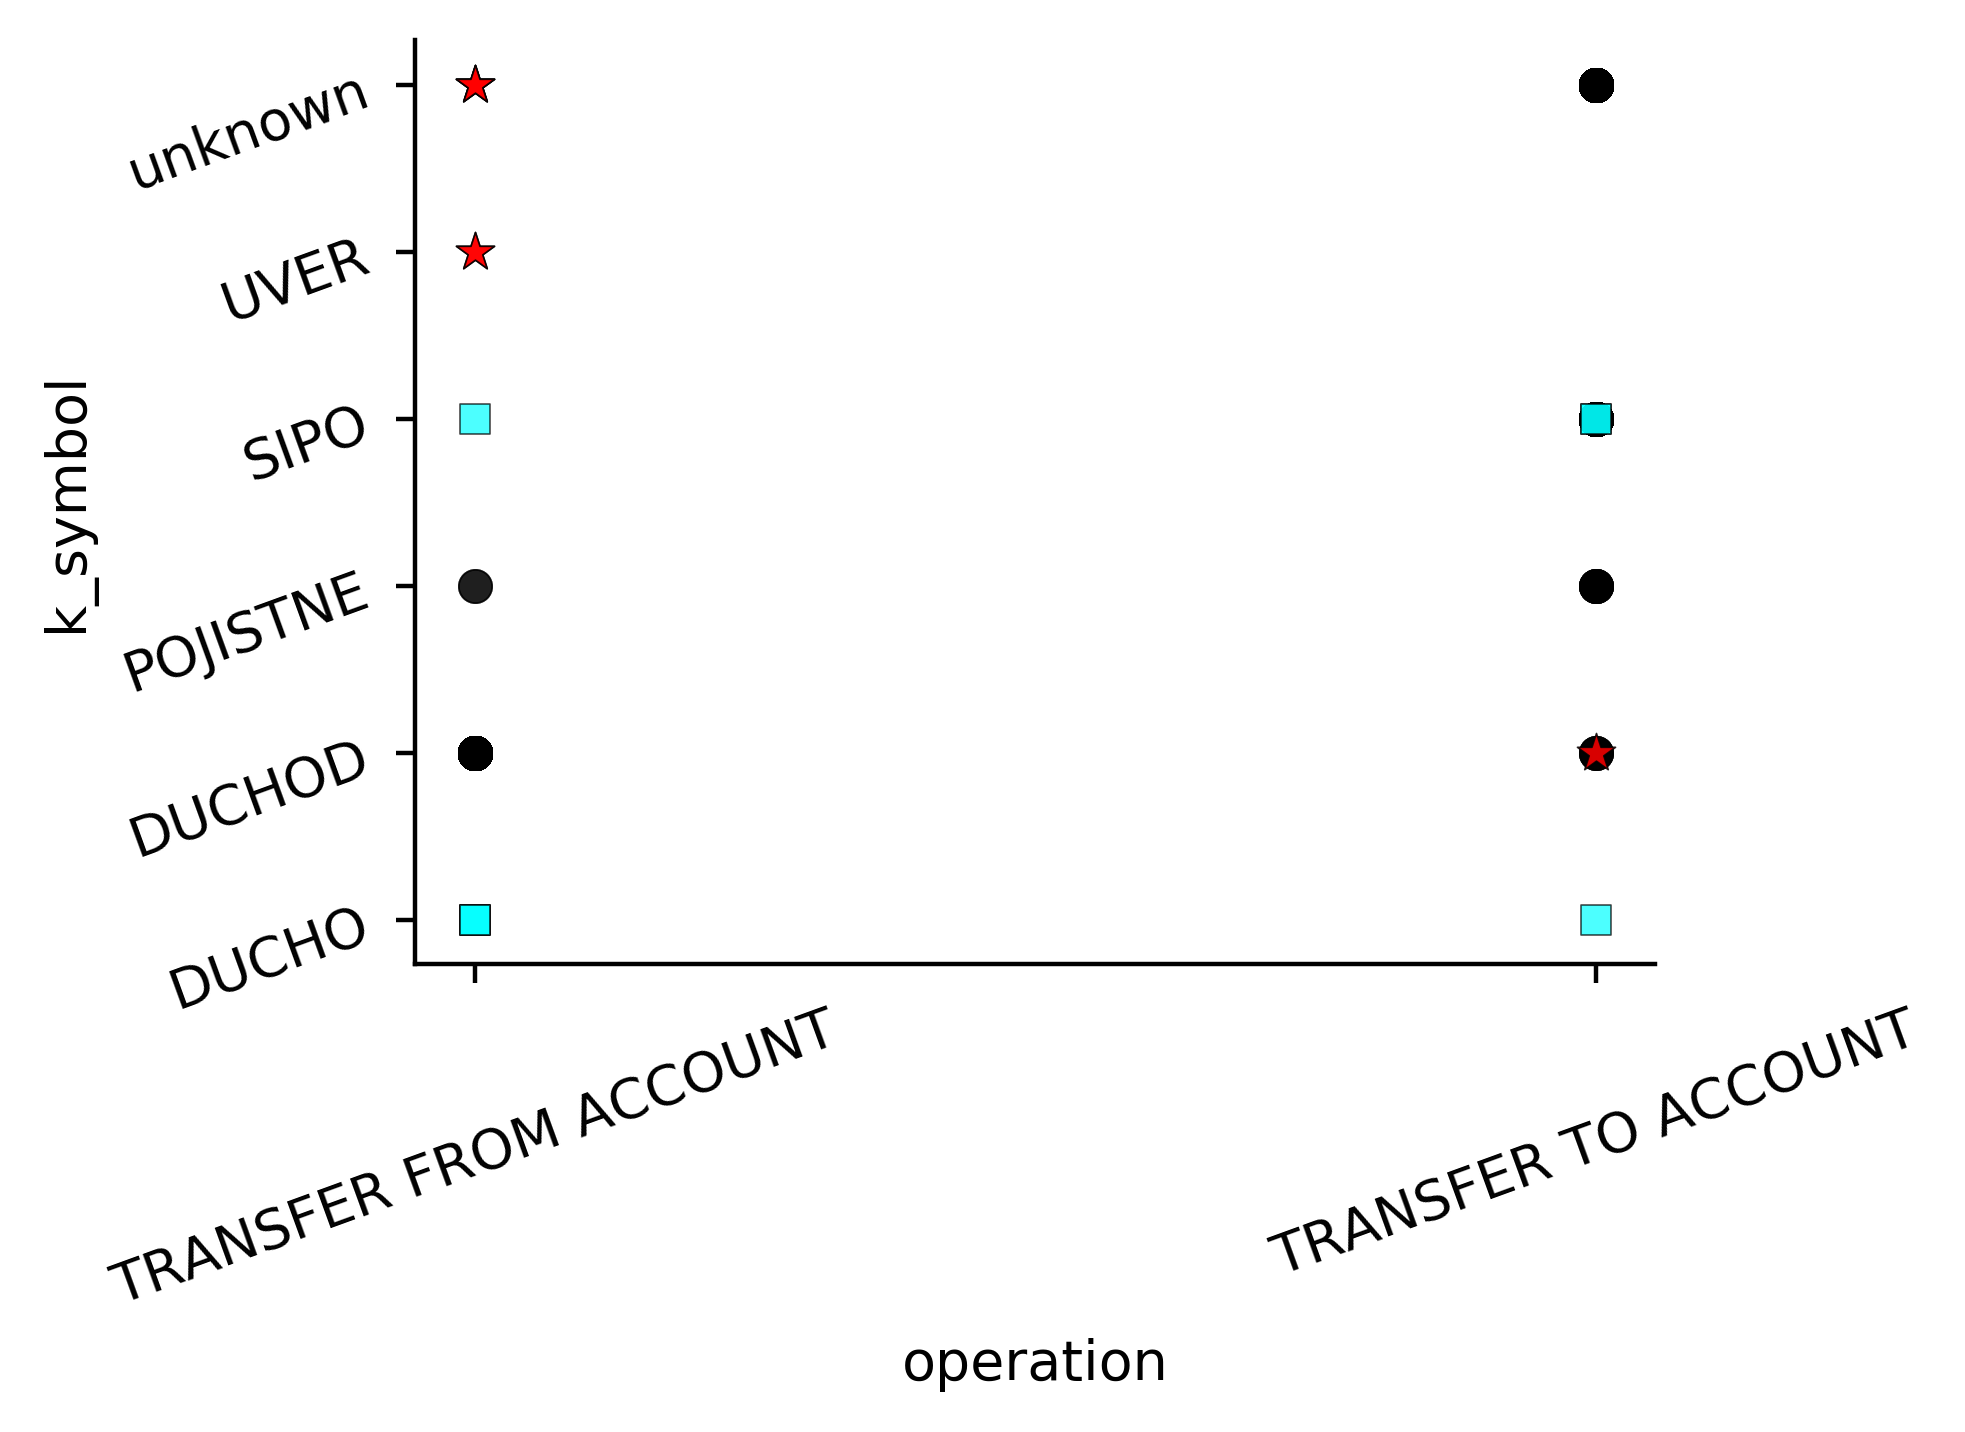 unknown
UVER
SIPO
POJISTNE
DUCHOD
DUCHO
k_symbol
TRANSFER FROM ACCOUNT
TRANSFER TO ACCOUNT
operation